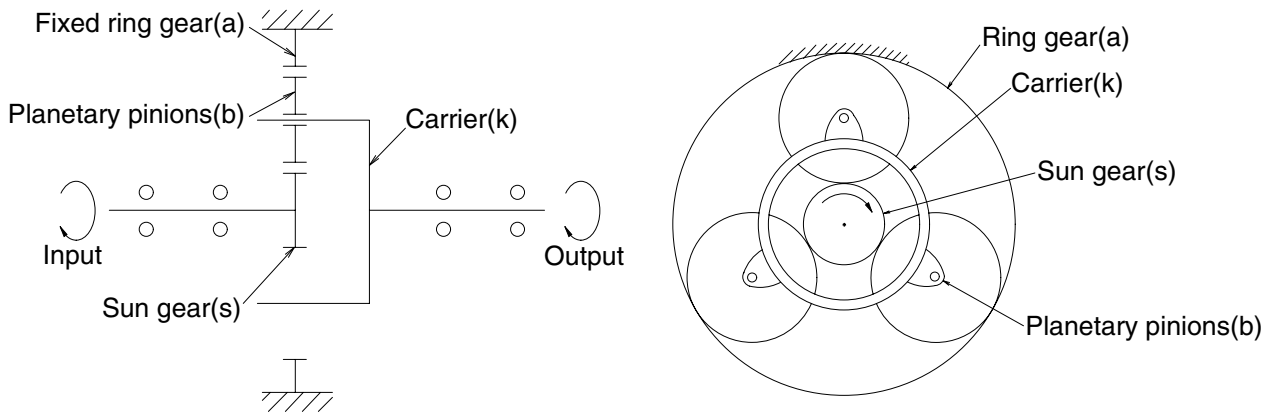 Fixed ring gear(a)
Planetary pinions(b)
Carrier(k)
Input
Output
Sun gear(s)
Ring gear(a)
Carrier(k)
Sun gear(s)
Planetary pinions(b)